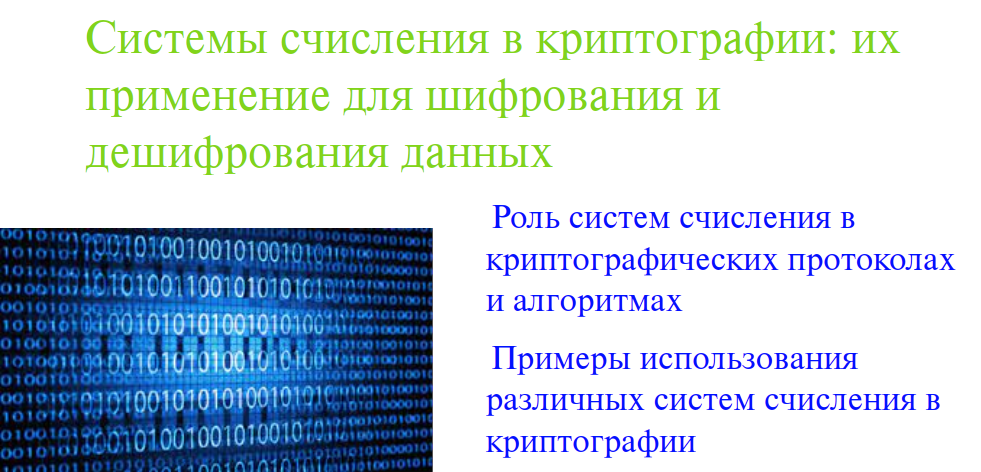 Системы счисления в криптографии: их
применение для шифрования и
дешифрования данных
Роль систем счисления в
криптографических протоколах
и алгоритмах
Примеры использования
различных систем счисления в
криптографии